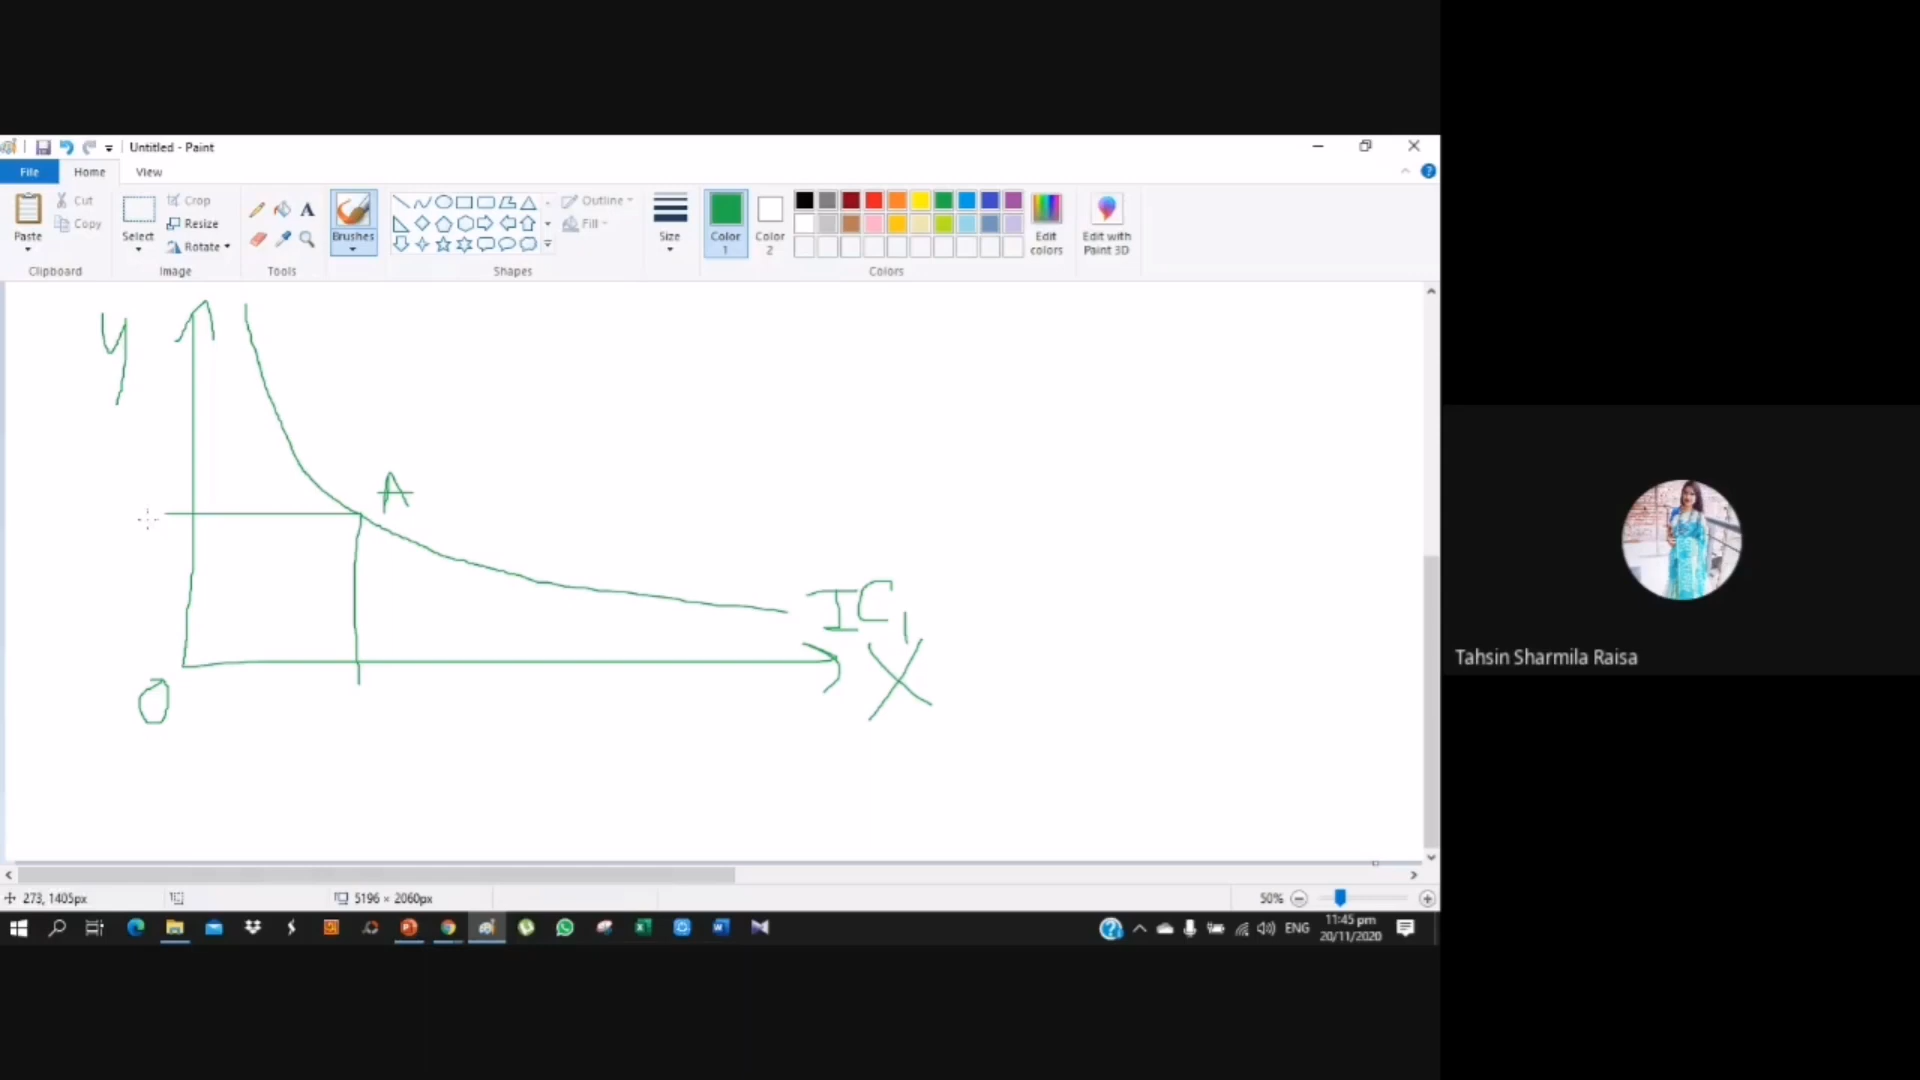 Untitled - Paint
File Home View
Paste Cut Copy Clipboard
Select Crop Resize Rotate Image
A Tools
Brushes
Outline Fill Shapes
Size
Color 1 Color 2 Edit colors Colors
Edit with Paint 3D
y
A
IC1
X
O
Tahsin Sharmila Raisa
273, 1405px 5196 × 2060px 50%
ENG 11:45 pm
20/11/2020